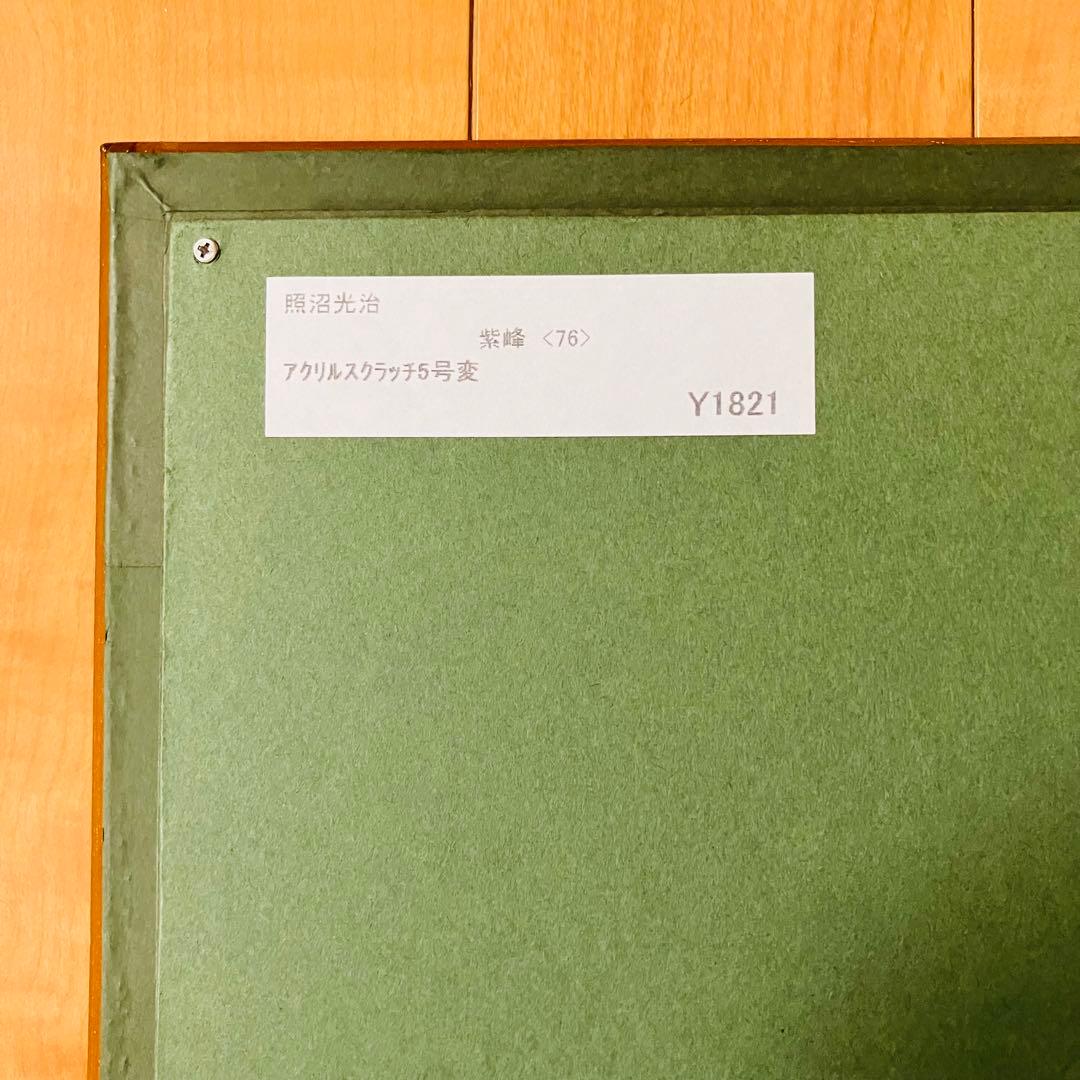 照沼光治
紫峰 <76>
ｱｸﾘﾙｽｸﾗｯﾁ5号変
Y1821